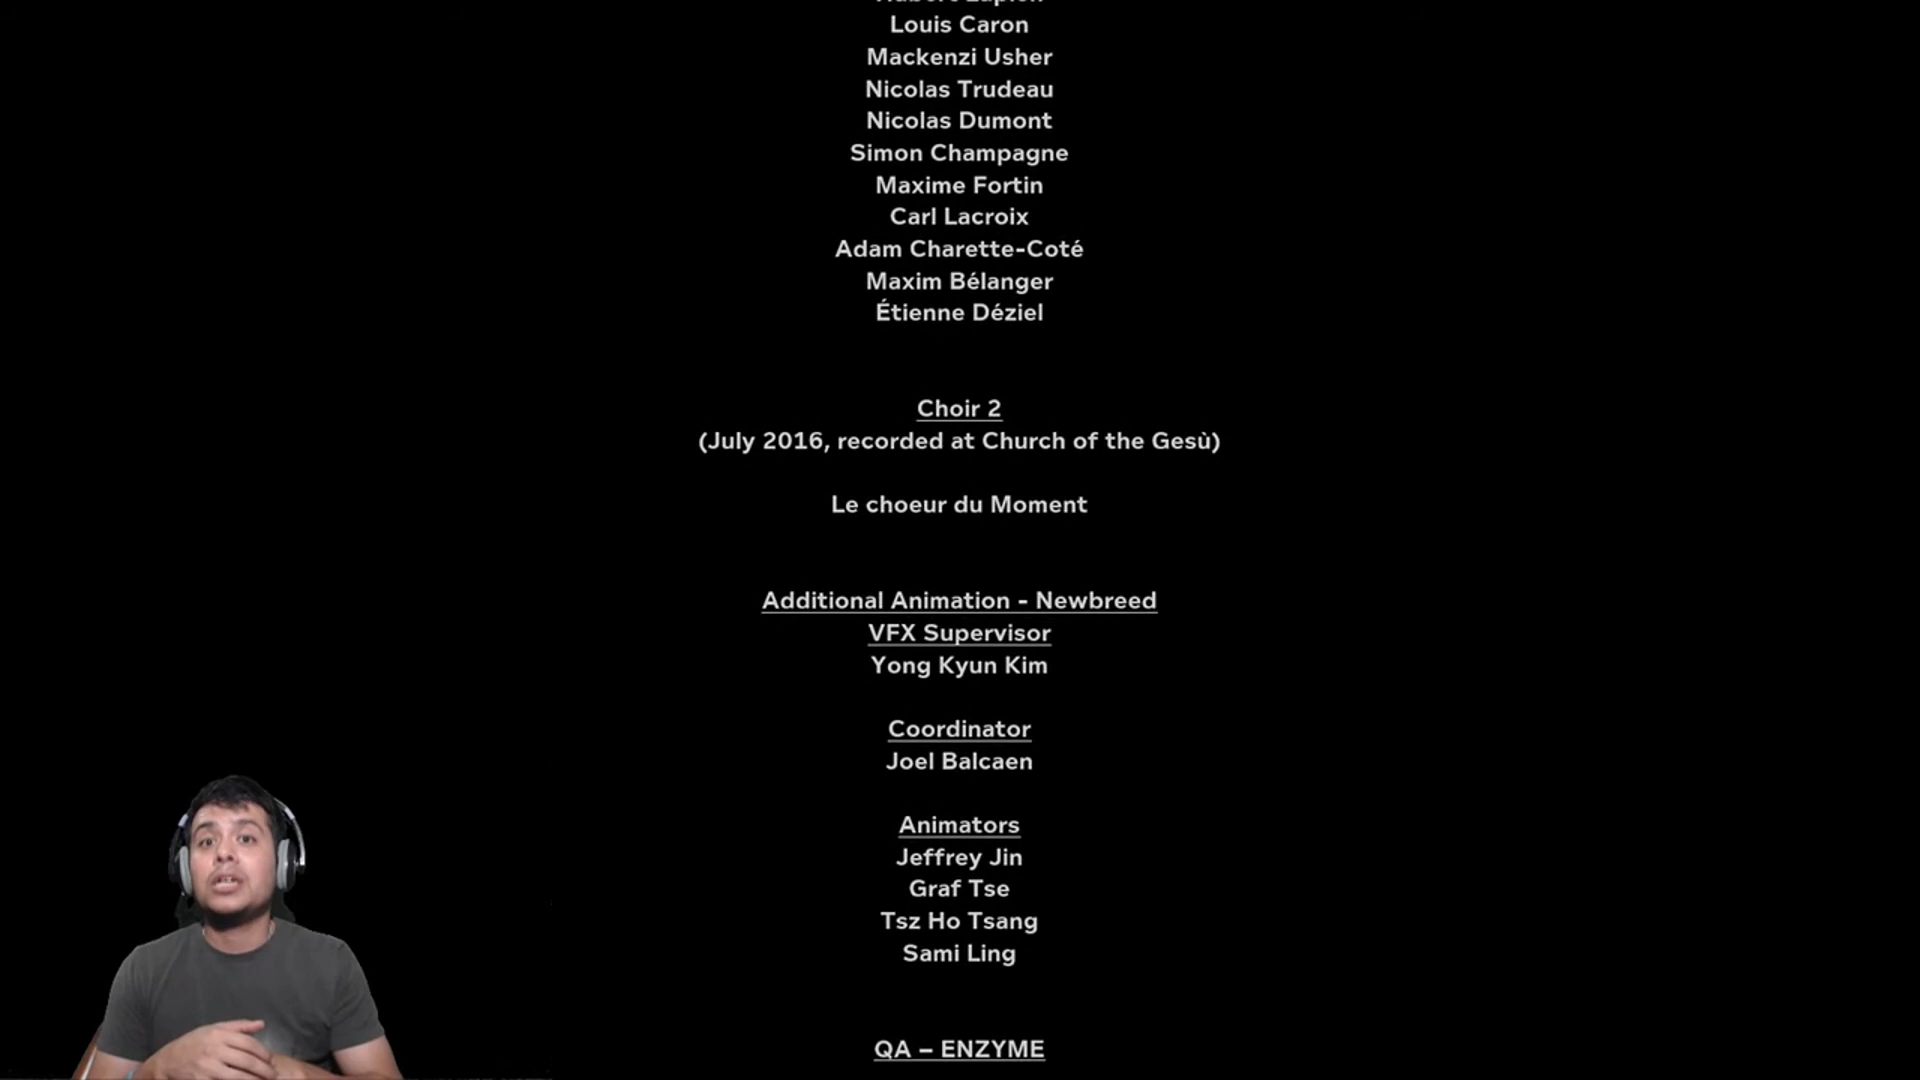 Louis Caron
Mackenzi Usher
Nicolas Trudeau
Nicolas Dumont
Simon Champagne
Maxime Fortin
Carl Lacroix
Adam Charette-Coté
Maxim Bélanger
Étienne Déziel
Choir 2
(July 2016, recorded at Church of the Gesù)
Le choeur du Moment
Additional Animation - Newbreed
VFX Supervisor
Yong Kyun Kim
Coordinator
Joel Balcaen
Animators
Jeffrey Jin
Graf Tse
Tsz Ho Tsang
Sami Ling
QA – ENZYME